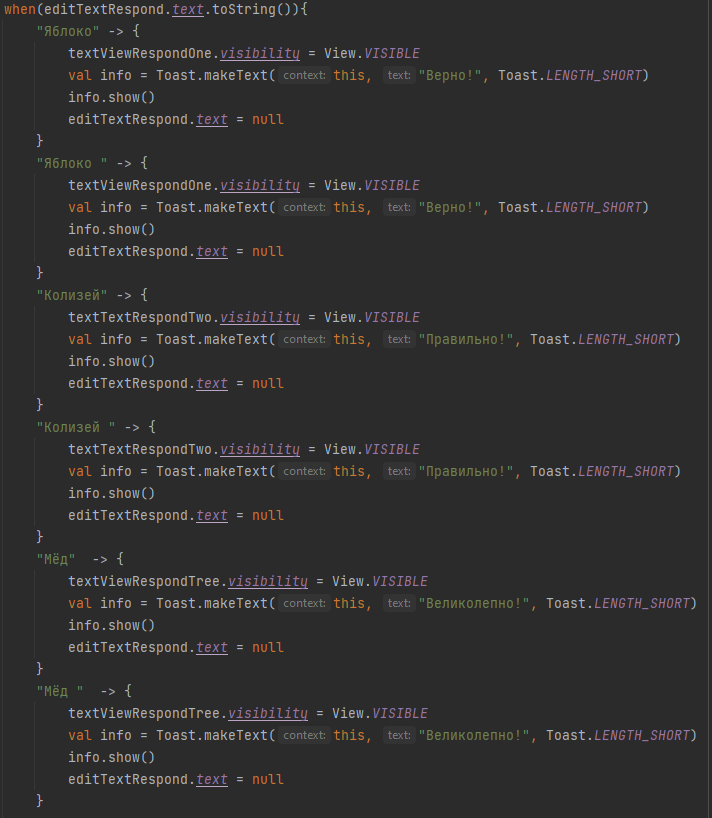 when(editTextRespond.text.toString()){
    "Яблоко" -> {
        textViewRespondOne.visibility = View.VISIBLE
        val info = Toast.makeText( context: this,  text: "Верно!", Toast.LENGTH_SHORT)
        info.show()
        editTextRespond.text = null
    }
    "Яблоко " -> {
        textViewRespondOne.visibility = View.VISIBLE
        val info = Toast.makeText( context: this,  text: "Верно!", Toast.LENGTH_SHORT)
        info.show()
        editTextRespond.text = null
    }
    "Колизей" -> {
        textTextRespondTwo.visibility = View.VISIBLE
        val info = Toast.makeText( context: this,  text: "Правильно!", Toast.LENGTH_SHORT)
        info.show()
        editTextRespond.text = null
    }
    "Колизей " -> {
        textTextRespondTwo.visibility = View.VISIBLE
        val info = Toast.makeText( context: this,  text: "Правильно!", Toast.LENGTH_SHORT)
        info.show()
        editTextRespond.text = null
    }
    "Мёд"  -> {
        textViewRespondTree.visibility = View.VISIBLE
        val info = Toast.makeText( context: this,  text: "Великолепно!", Toast.LENGTH_SHORT)
        info.show()
        editTextRespond.text = null
    }
    "Мёд "  -> {
        textViewRespondTree.visibility = View.VISIBLE
        val info = Toast.makeText( context: this,  text: "Великолепно!", Toast.LENGTH_SHORT)
        info.show()
        editTextRespond.text = null
    }